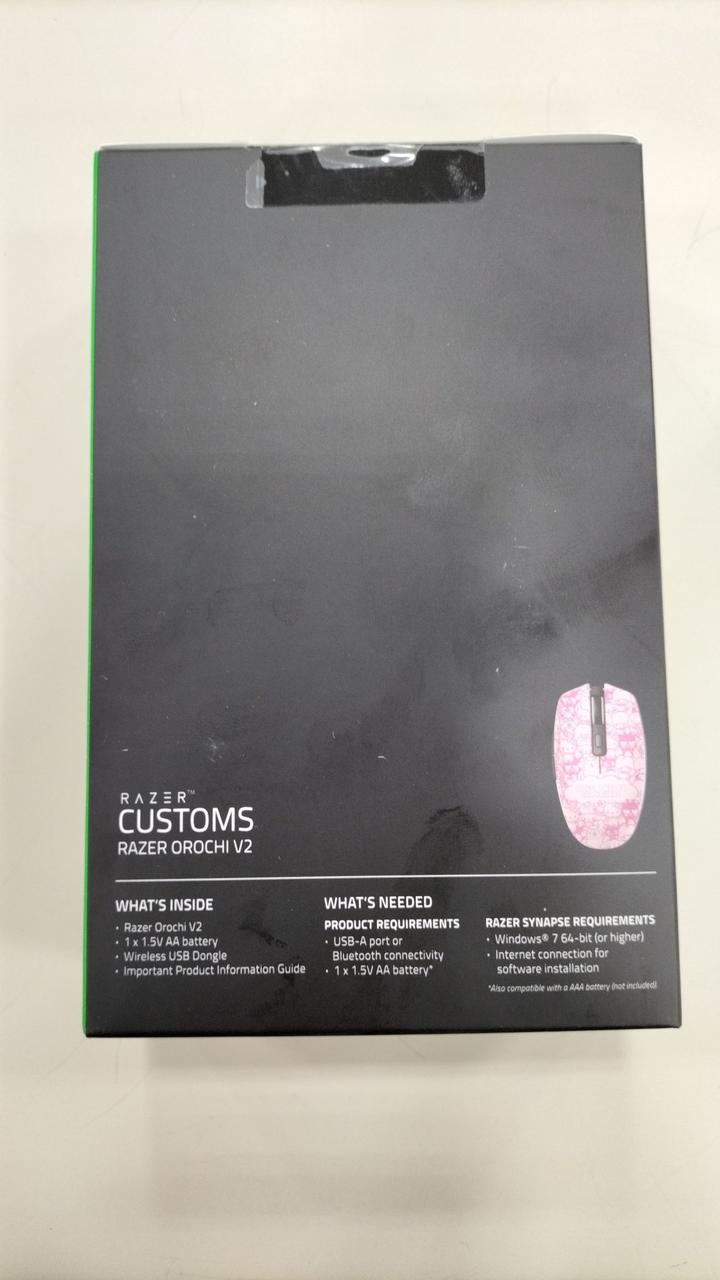 RAZER™
CUSTOMS
RAZER OROCHI V2
WHAT'S INSIDE
· Razer Orochi V2
· 1 x 1.5V AA battery
· Wireless USB Dongle
· Important Product Information Guide
WHAT'S NEEDED
PRODUCT REQUIREMENTS
· USB-A port or
Bluetooth connectivity
· 1 x 1.5V AA battery*
RAZER SYNAPSE REQUIREMENTS
· Windows® 7 64-bit (or higher)
· Internet connection for
software installation
*Also compatible with a AAA battery (not included)